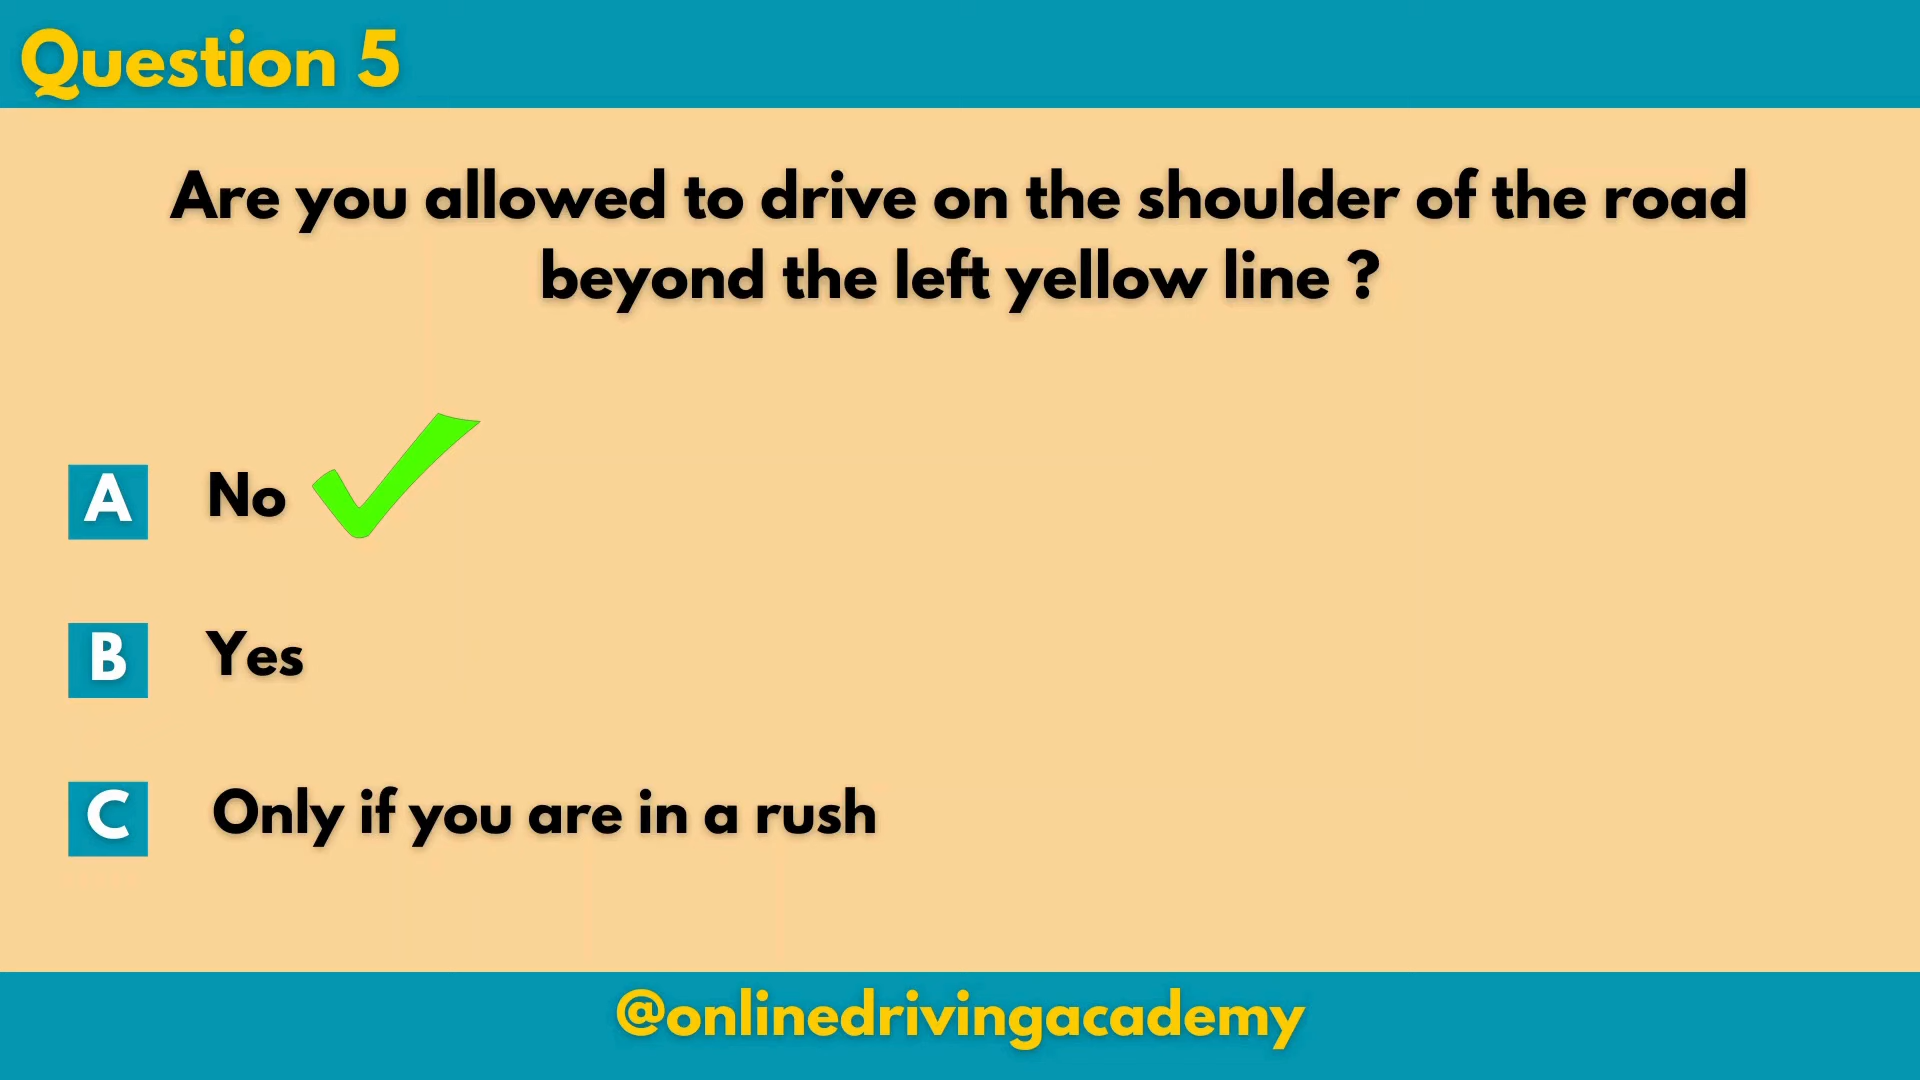 Question 5
Are you allowed to drive on the shoulder of the road
beyond the left yellow line ?
A No
B Yes
C Only if you are in a rush
@onlinedrivingacademy